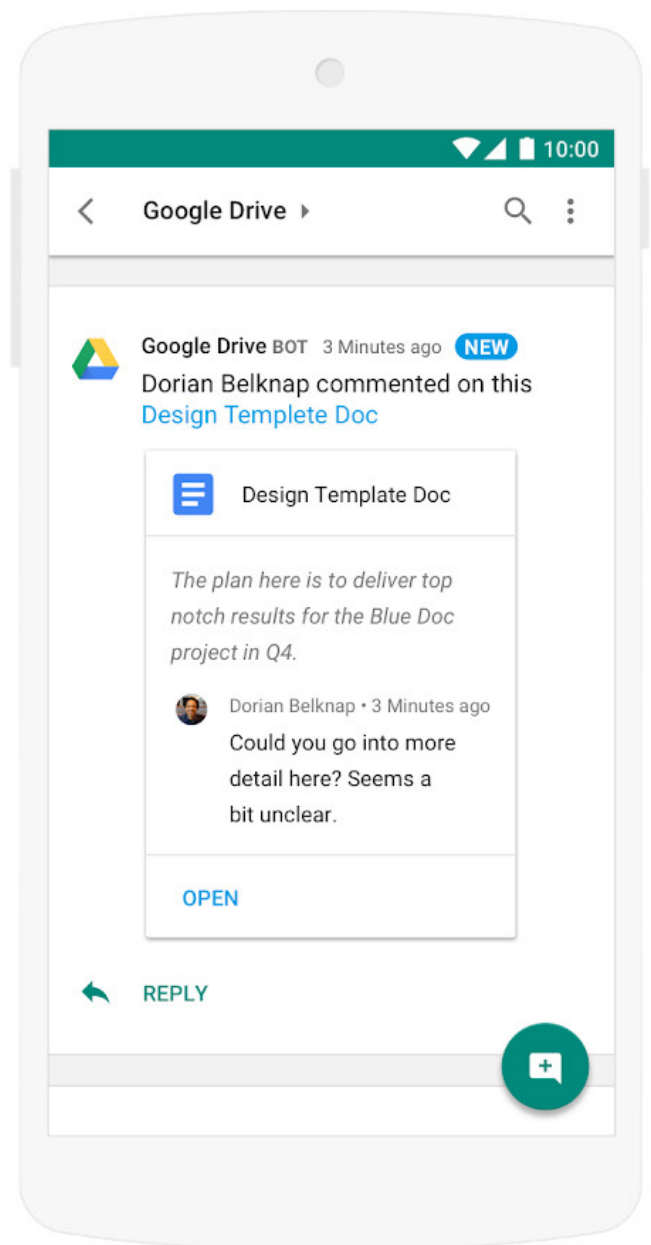 10:00
Google Drive
Google Drive BOT 3 Minutes ago NEW
Dorian Belknap commented on this
Design Templete Doc
Design Template Doc
The plan here is to deliver top
notch results for the Blue Doc
project in Q4.
Dorian Belknap • 3 Minutes ago
Could you go into more
detail here? Seems a
bit unclear.
OPEN
REPLY